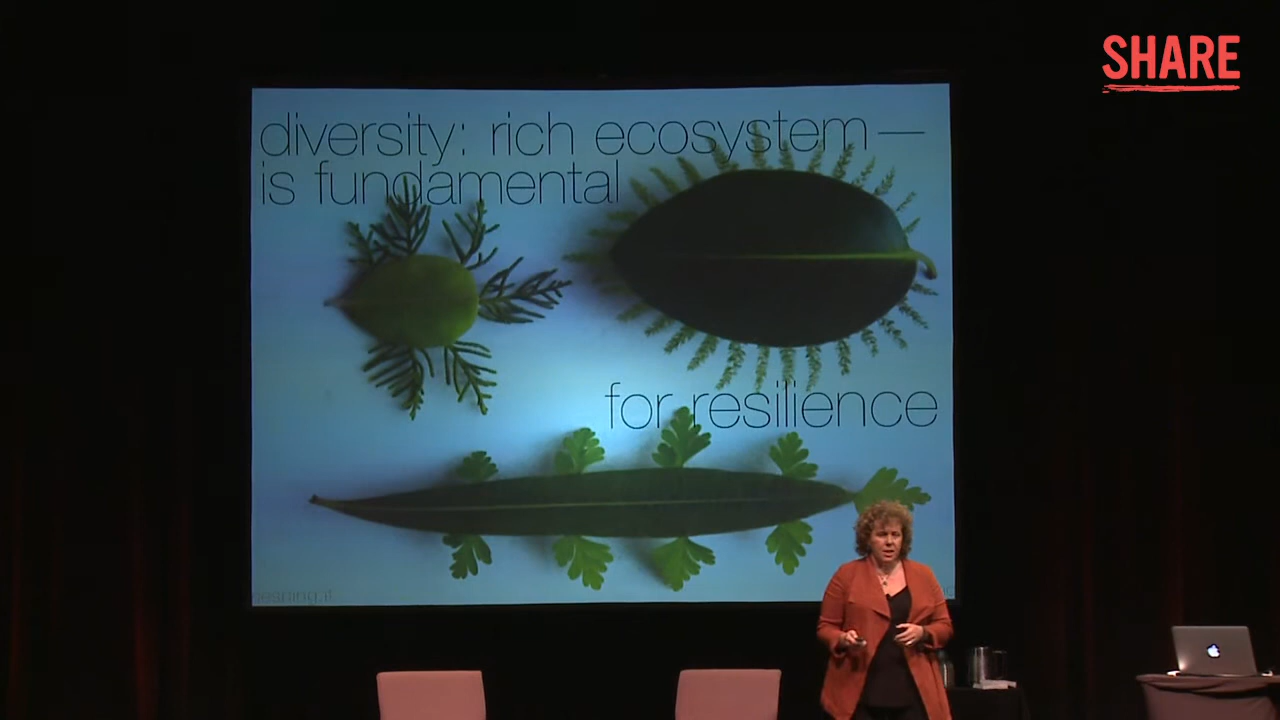 SHARE
diversity: rich ecosystem —
is fundamental
for resilience